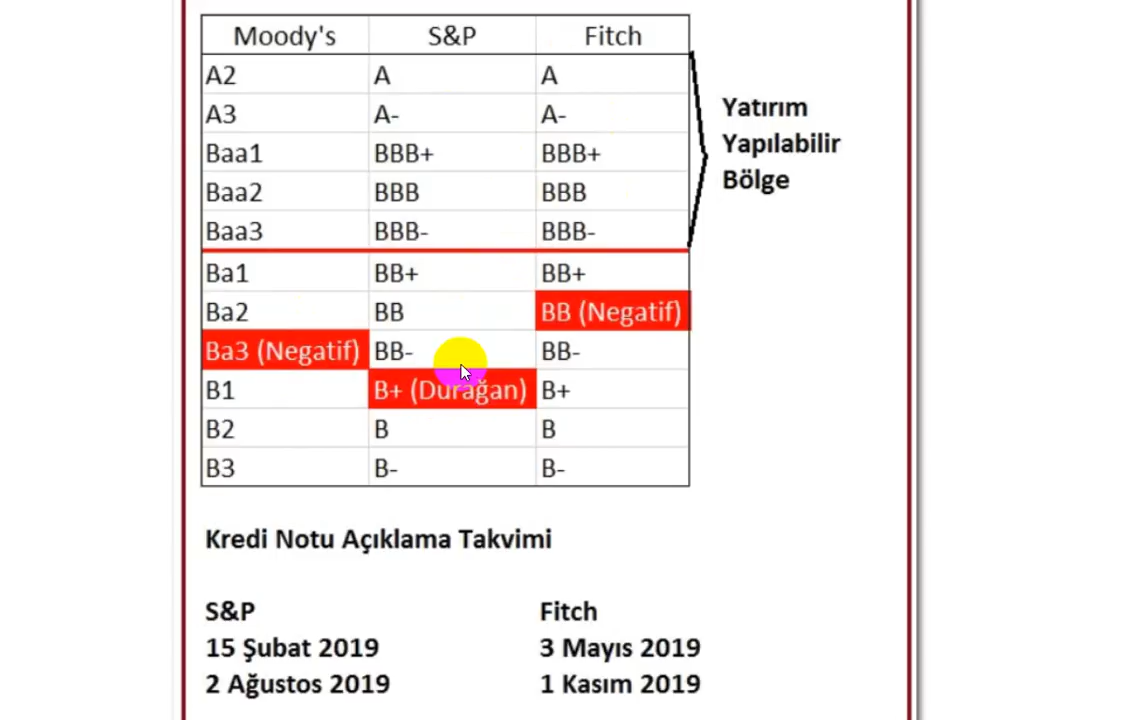 Moody's S&P Fitch
A2 A A
A3 A- A-
Baa1 BBB+ BBB+
Baa2 BBB BBB
Baa3 BBB- BBB-
Yatırım
Yapılabilir
Bölge
Ba1 BB+ BB+
Ba2 BB BB (Negatif)
Ba3 (Negatif) BB- BB-
B1 B+ (Durağan) B+
B2 B B
B3 B- B-
Kredi Notu Açıklama Takvimi
S&P Fitch
15 Şubat 2019 3 Mayıs 2019
2 Ağustos 2019 1 Kasım 2019